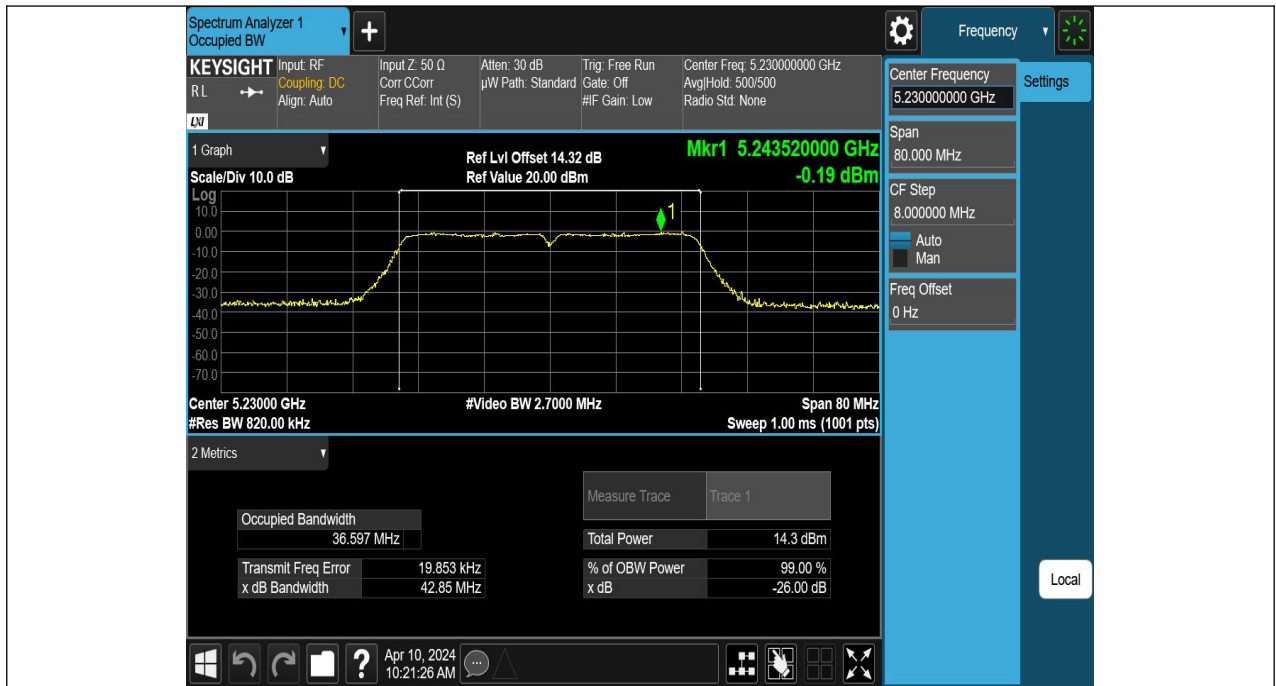 Spectrum Analyzer 1
Occupied BW
+
Frequency
KEYSIGHT
RL
LXI
Input: RF
Coupling: DC
Align: Auto
Input Z: 50 Ω
Corr CCorr
Freq Ref: Int (S)
Atten: 30 dB
µW Path: Standard
Trig: Free Run
Gate: Off
#IF Gain: Low
Center Freq: 5.230000000 GHz
Avg|Hold: 500/500
Radio Std: None
Center Frequency
5.230000000 GHz
Settings
Span
80.000 MHz
CF Step
8.000000 MHz
Auto
Man
Freq Offset
0 Hz
Local
1 Graph
Scale/Div 10.0 dB
Ref Lvl Offset 14.32 dB
Ref Value 20.00 dBm
Mkr1 5.243520000 GHz
-0.19 dBm
Log
10.0
0.00
-10.0
-20.0
-30.0
-40.0
-50.0
-60.0
-70.0
1
Center 5.23000 GHz
#Video BW 2.7000 MHz
Span 80 MHz
#Res BW 820.00 kHz
Sweep 1.00 ms (1001 pts)
2 Metrics
Measure Trace
Trace 1
Occupied Bandwidth
36.597 MHz
Total Power
14.3 dBm
Transmit Freq Error
19.853 kHz
% of OBW Power
99.00 %
x dB Bandwidth
42.85 MHz
x dB
-26.00 dB
?
Apr 10, 2024
10:21:26 AM